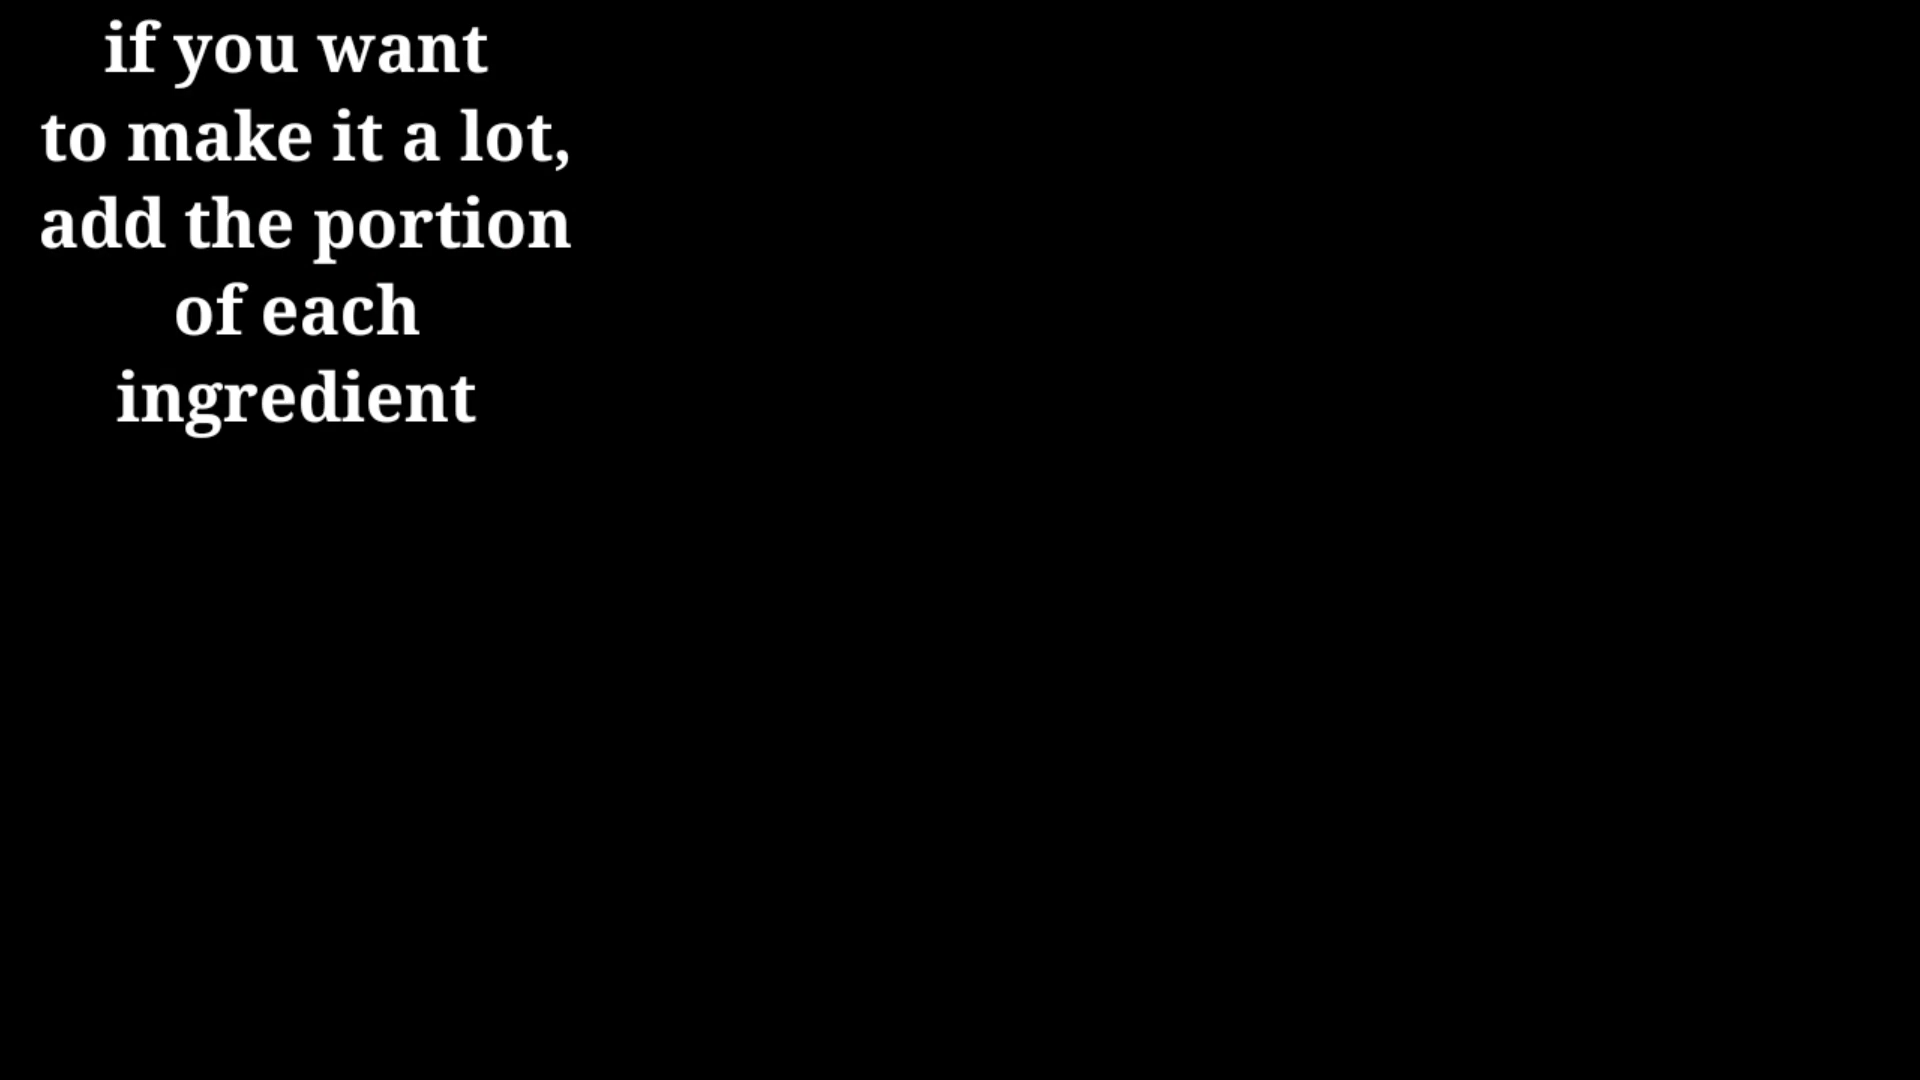 if you want
to make it a lot,
add the portion
of each
ingredient